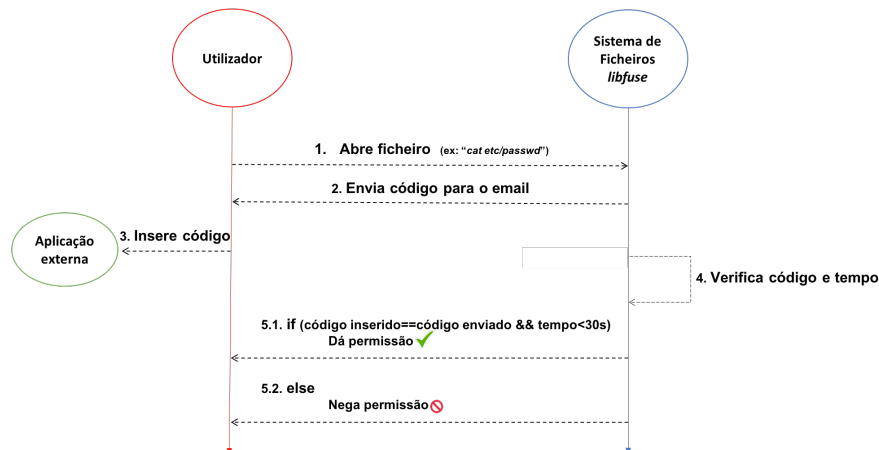 Utilizador
Sistema de
Ficheiros
libfuse
1. Abre ficheiro (ex: “cat etc/passwd”)
2. Envia código para o email
3. Insere código
Aplicação
externa
4. Verifica código e tempo
5.1. if (código inserido==código enviado && tempo<30s)
Dá permissão
5.2. else
Nega permissão